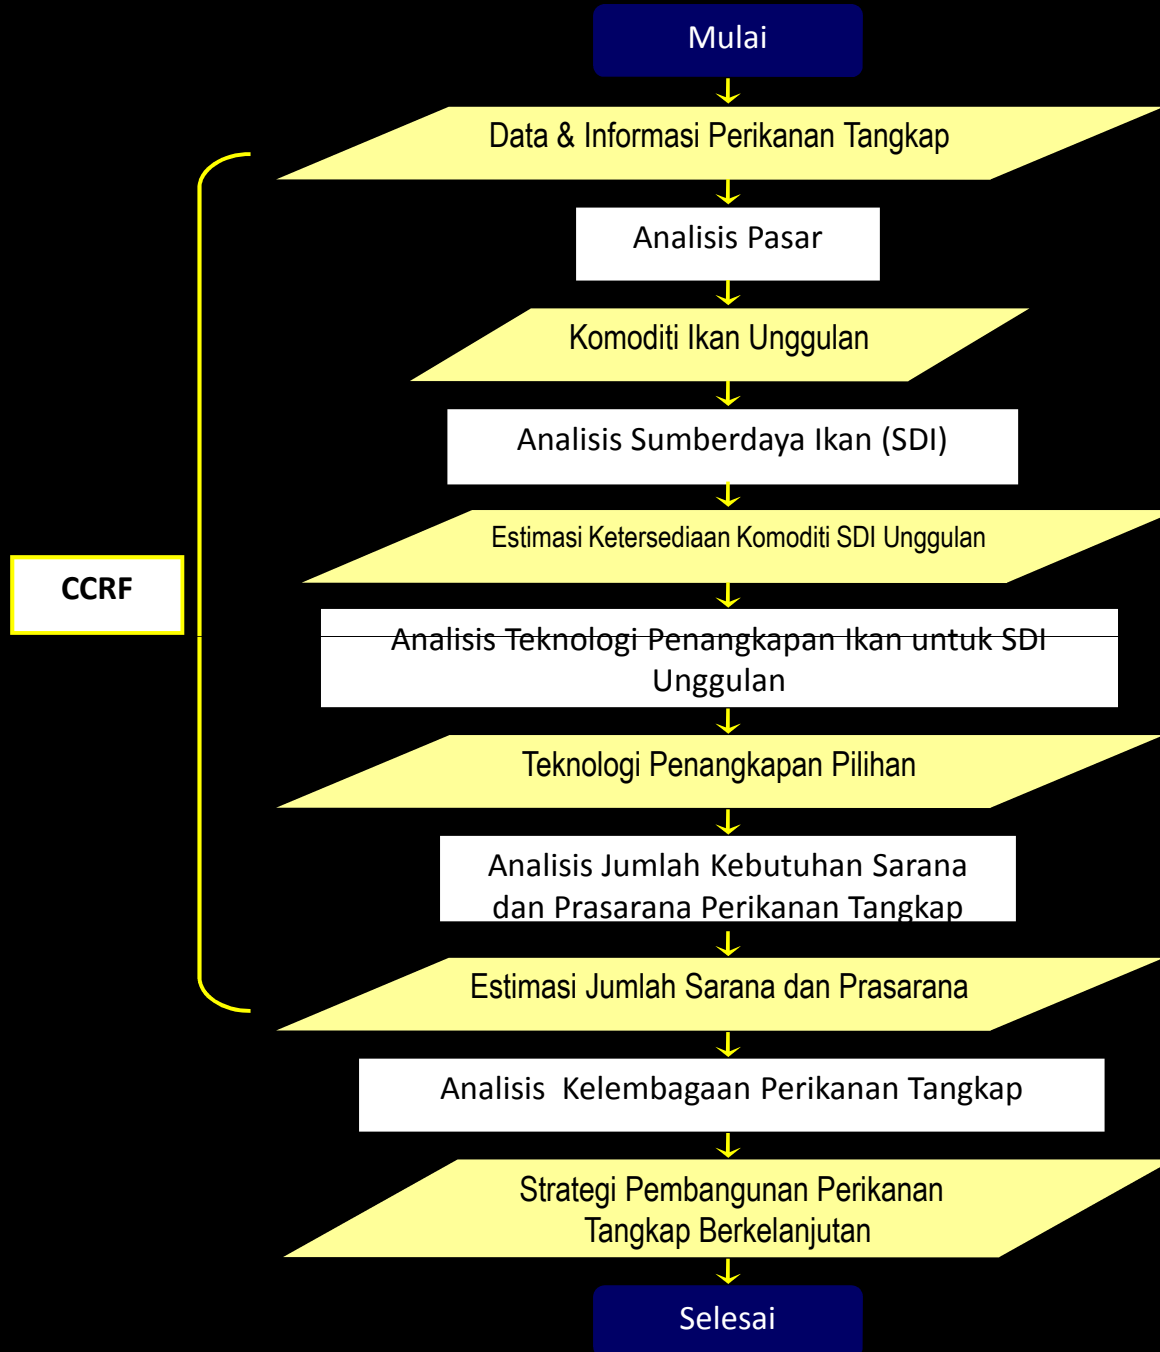 Mulai
Data & Informasi Perikanan Tangkap
Analisis Pasar
Komoditi Ikan Unggulan
Analisis Sumberdaya Ikan (SDI)
Estimasi Ketersediaan Komoditi SDI Unggulan
CCRF
Analisis Teknologi Penangkapan Ikan untuk SDI
Unggulan
Teknologi Penangkapan Pilihan
Analisis Jumlah Kebutuhan Sarana
dan Prasarana Perikanan Tangkap
Estimasi Jumlah Sarana dan Prasarana
Analisis  Kelembagaan Perikanan Tangkap
Strategi Pembangunan Perikanan
Tangkap Berkelanjutan
Selesai